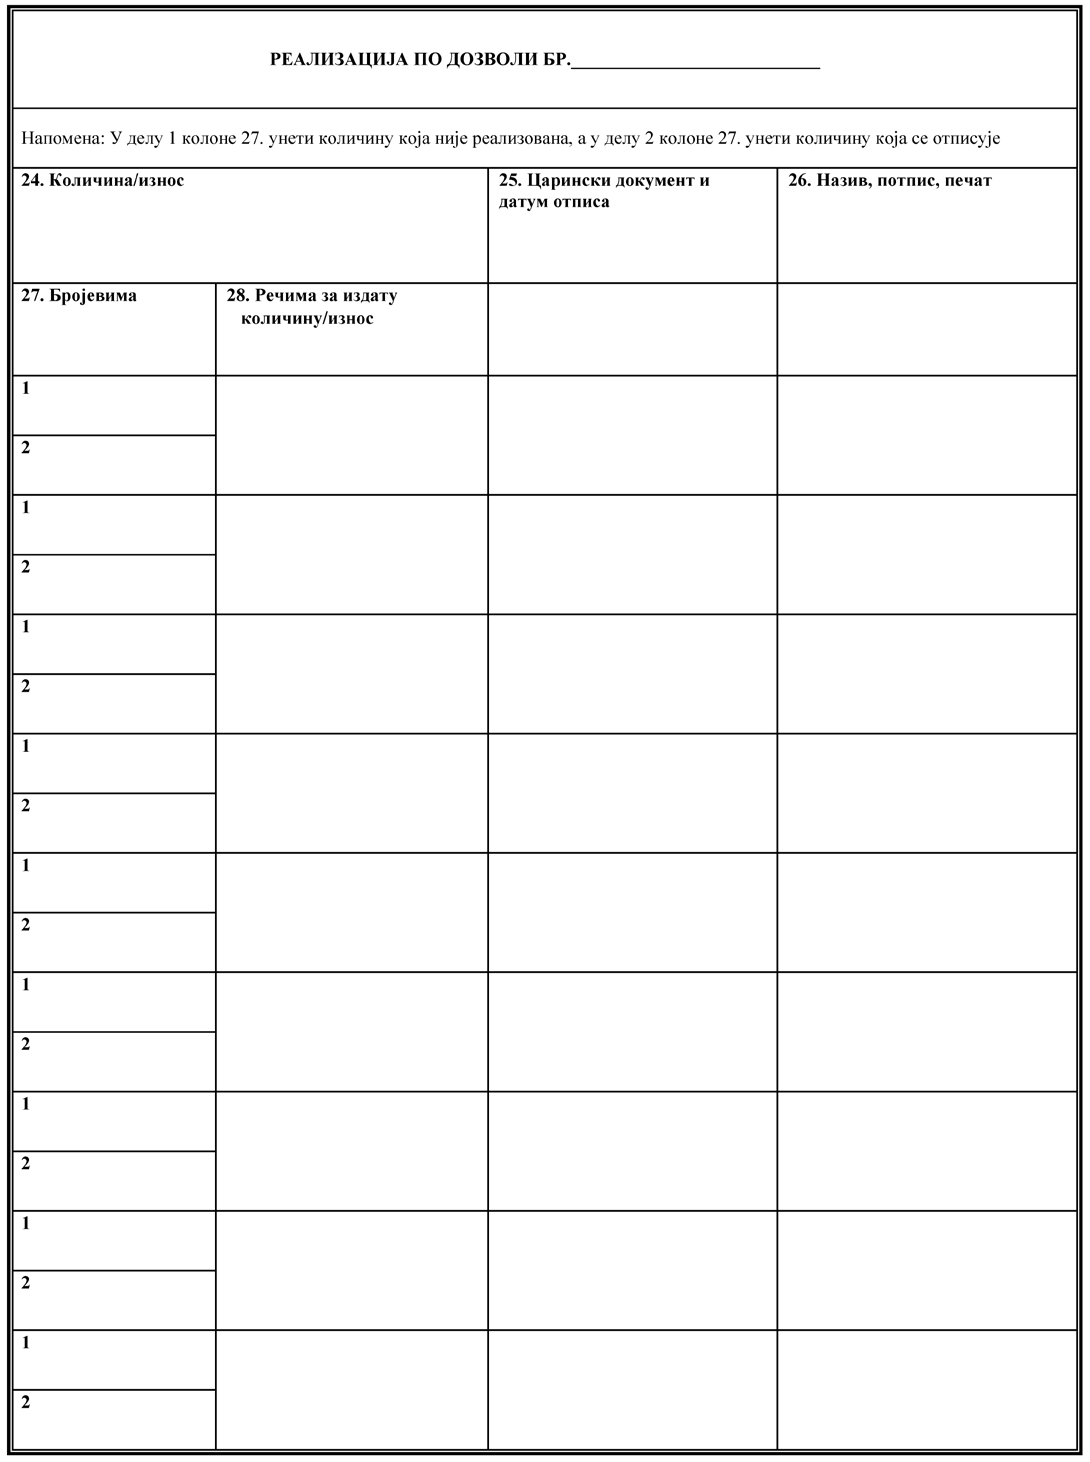 РЕАЛИЗАЦИЈА ПО ДОЗВОЛИ БР.__________________________
Напомена: У делу 1 колоне 27. унети количину која није реализована, а у делу 2 колоне 27. унети количину која се отписује
24. Количина/износ
25. Царински документ и
датум отписа
26. Назив, потпис, печат
27. Бројевима
28. Речима за издату
количину/износ
1
2
1
2
1
2
1
2
1
2
1
2
1
2
1
2
1
2